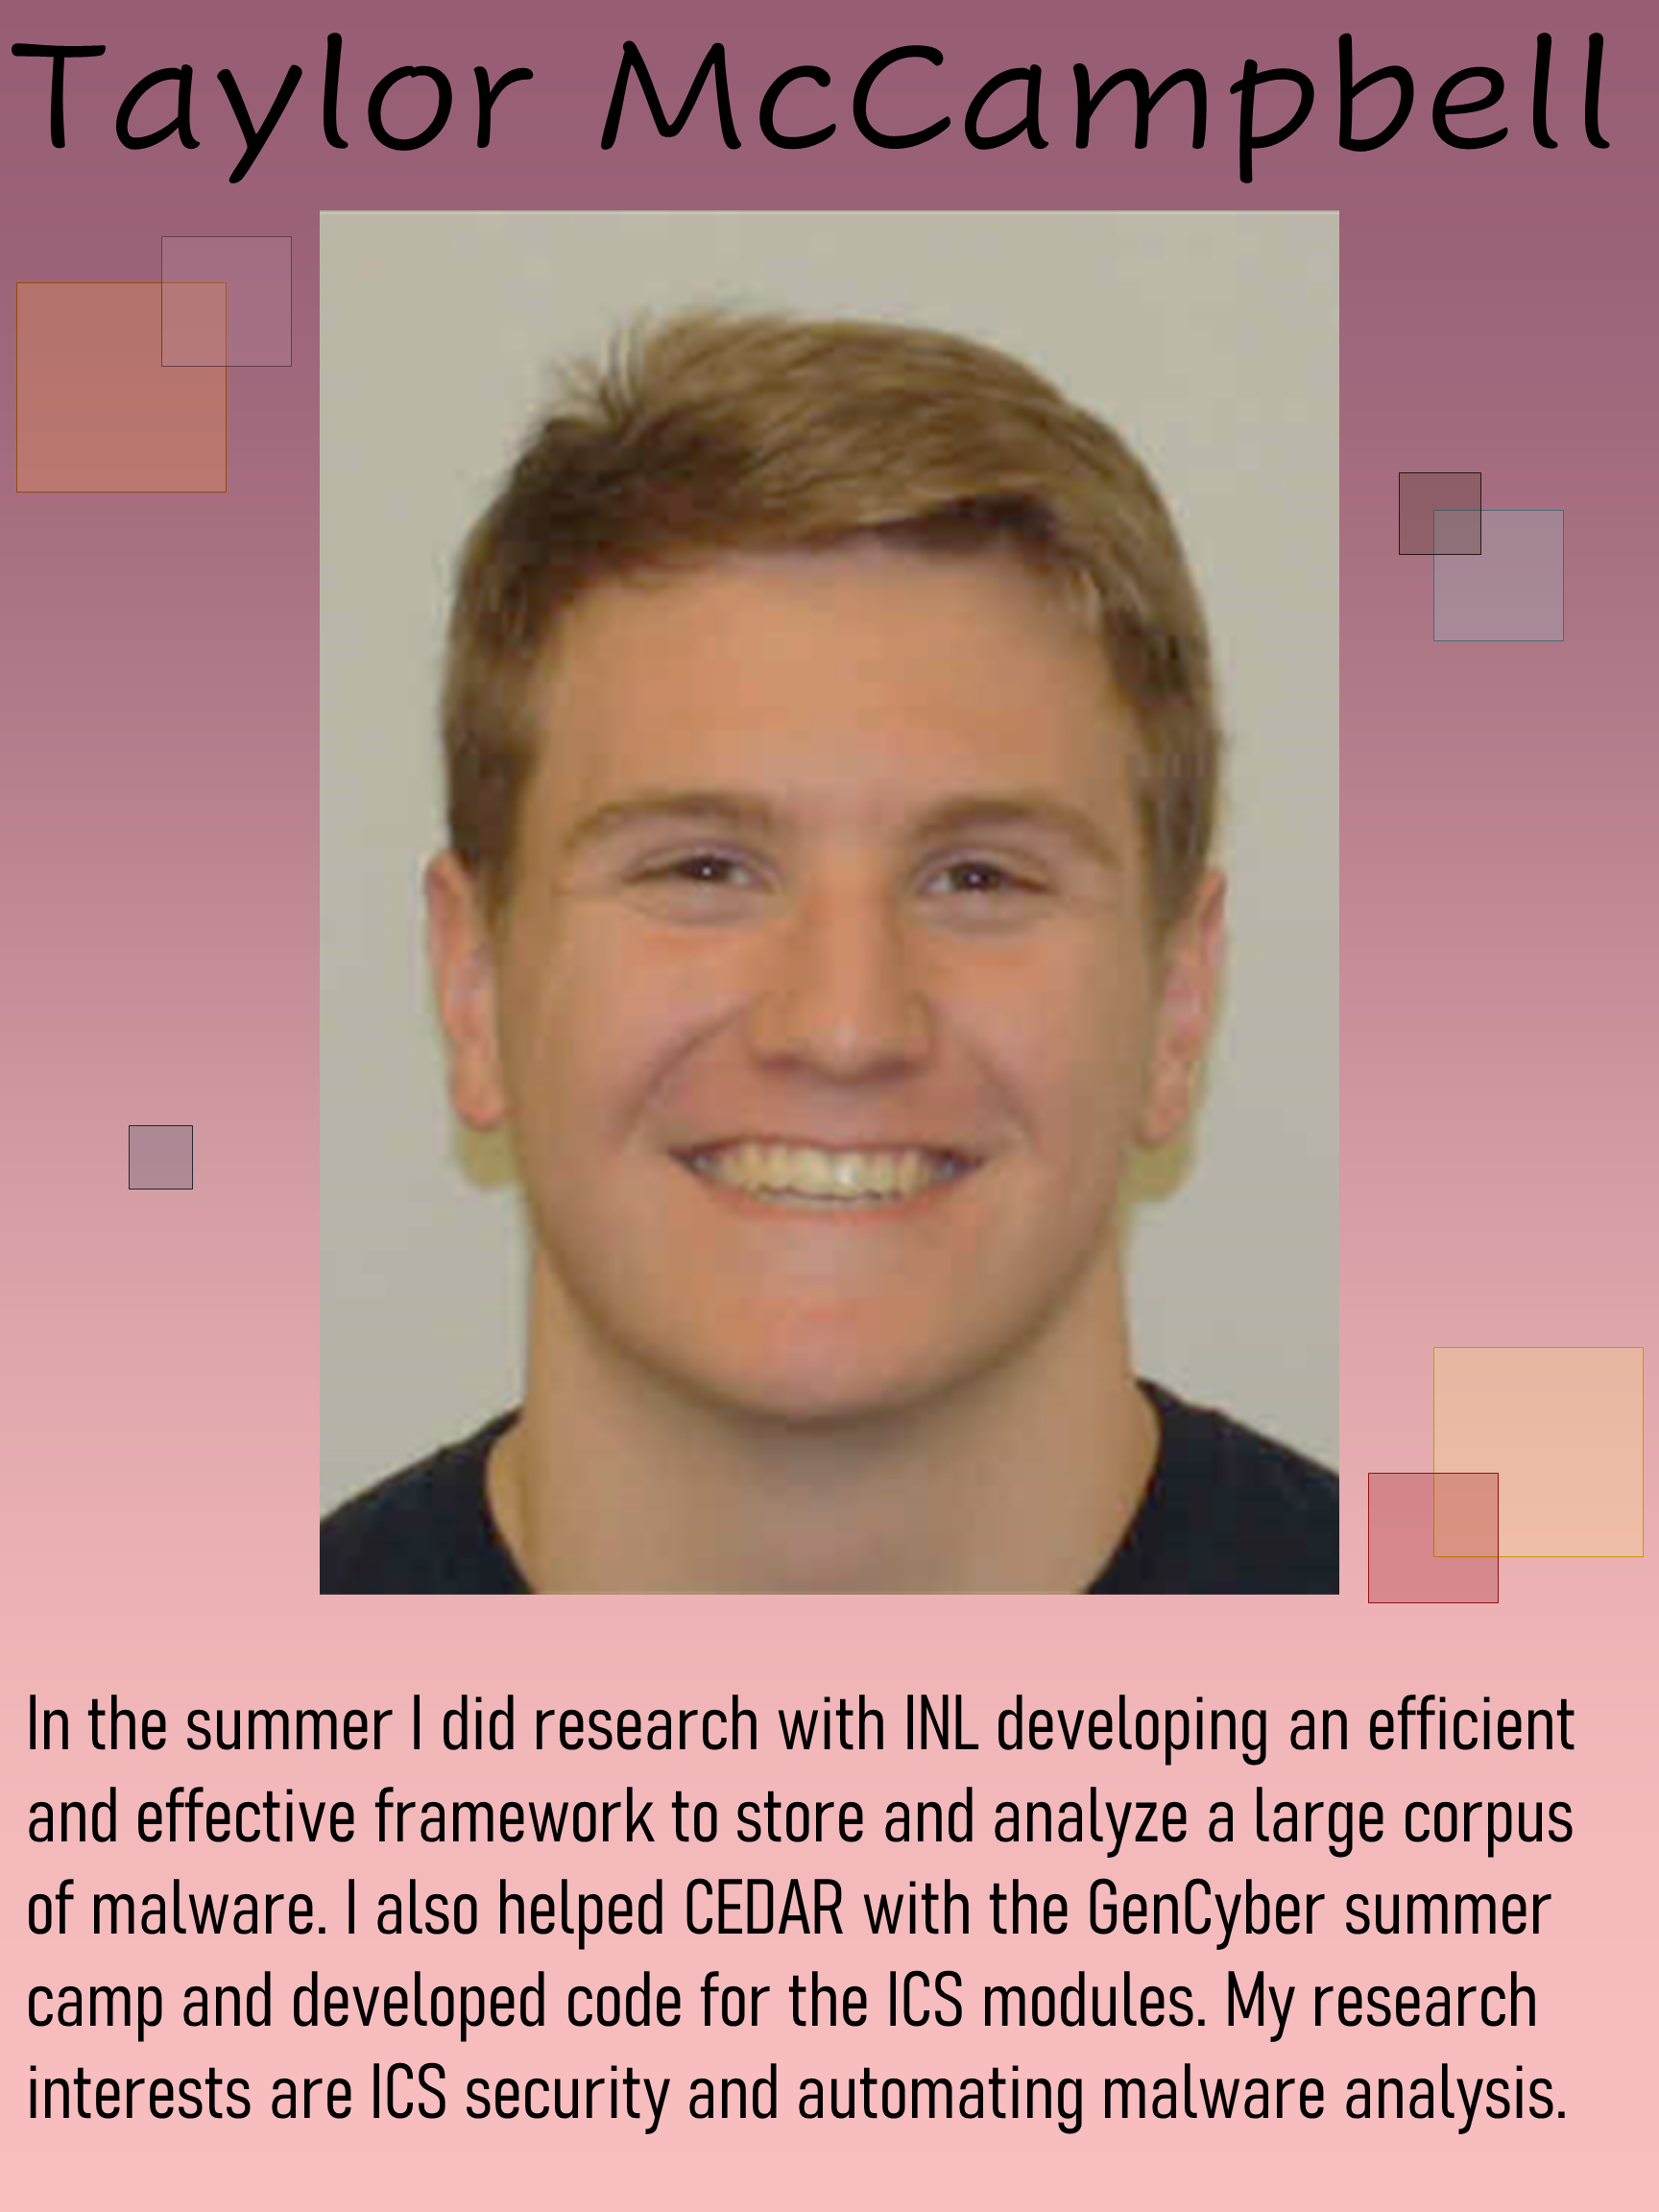 Taylor McCampbell
In the summer I did research with INL developing an efficient
and effective framework to store and analyze a large corpus
of malware. I also helped CEDAR with the GenCyber summer
camp and developed code for the ICS modules. My research
interests are ICS security and automating malware analysis.